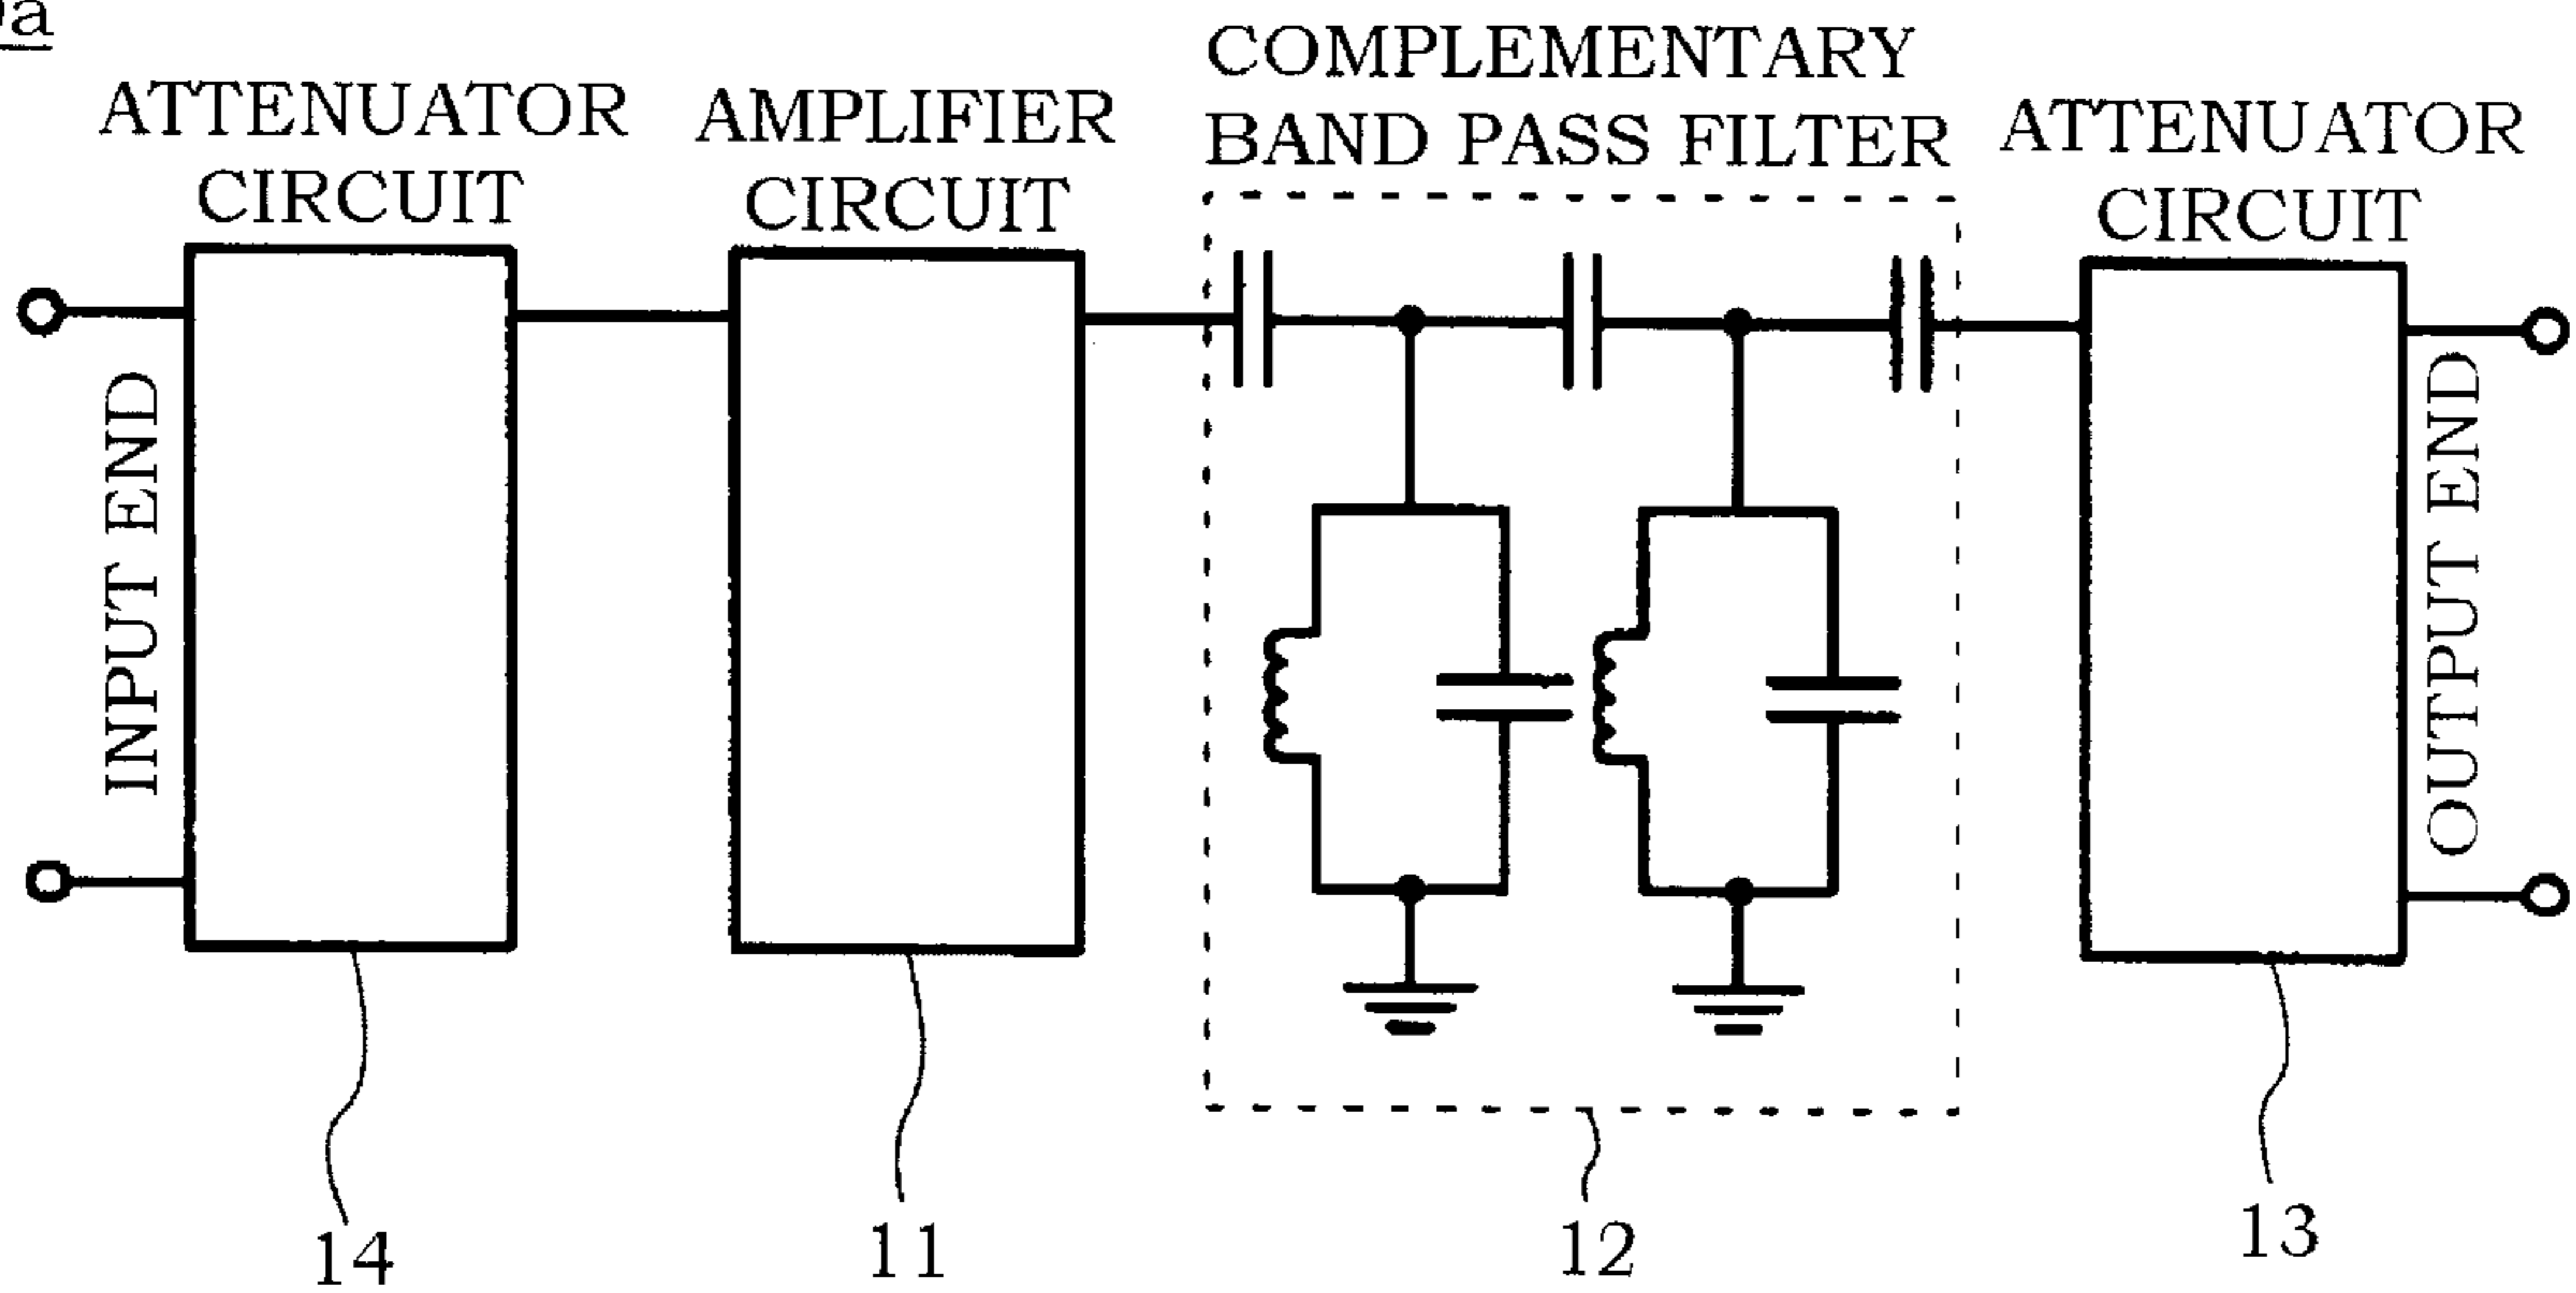 ATTENUATOR
CIRCUIT
AMPLIFIER
CIRCUIT
COMPLEMENTARY
BAND PASS FILTER
ATTENUATOR
CIRCUIT
INPUT END
OUTPUT END
14
11
12
13